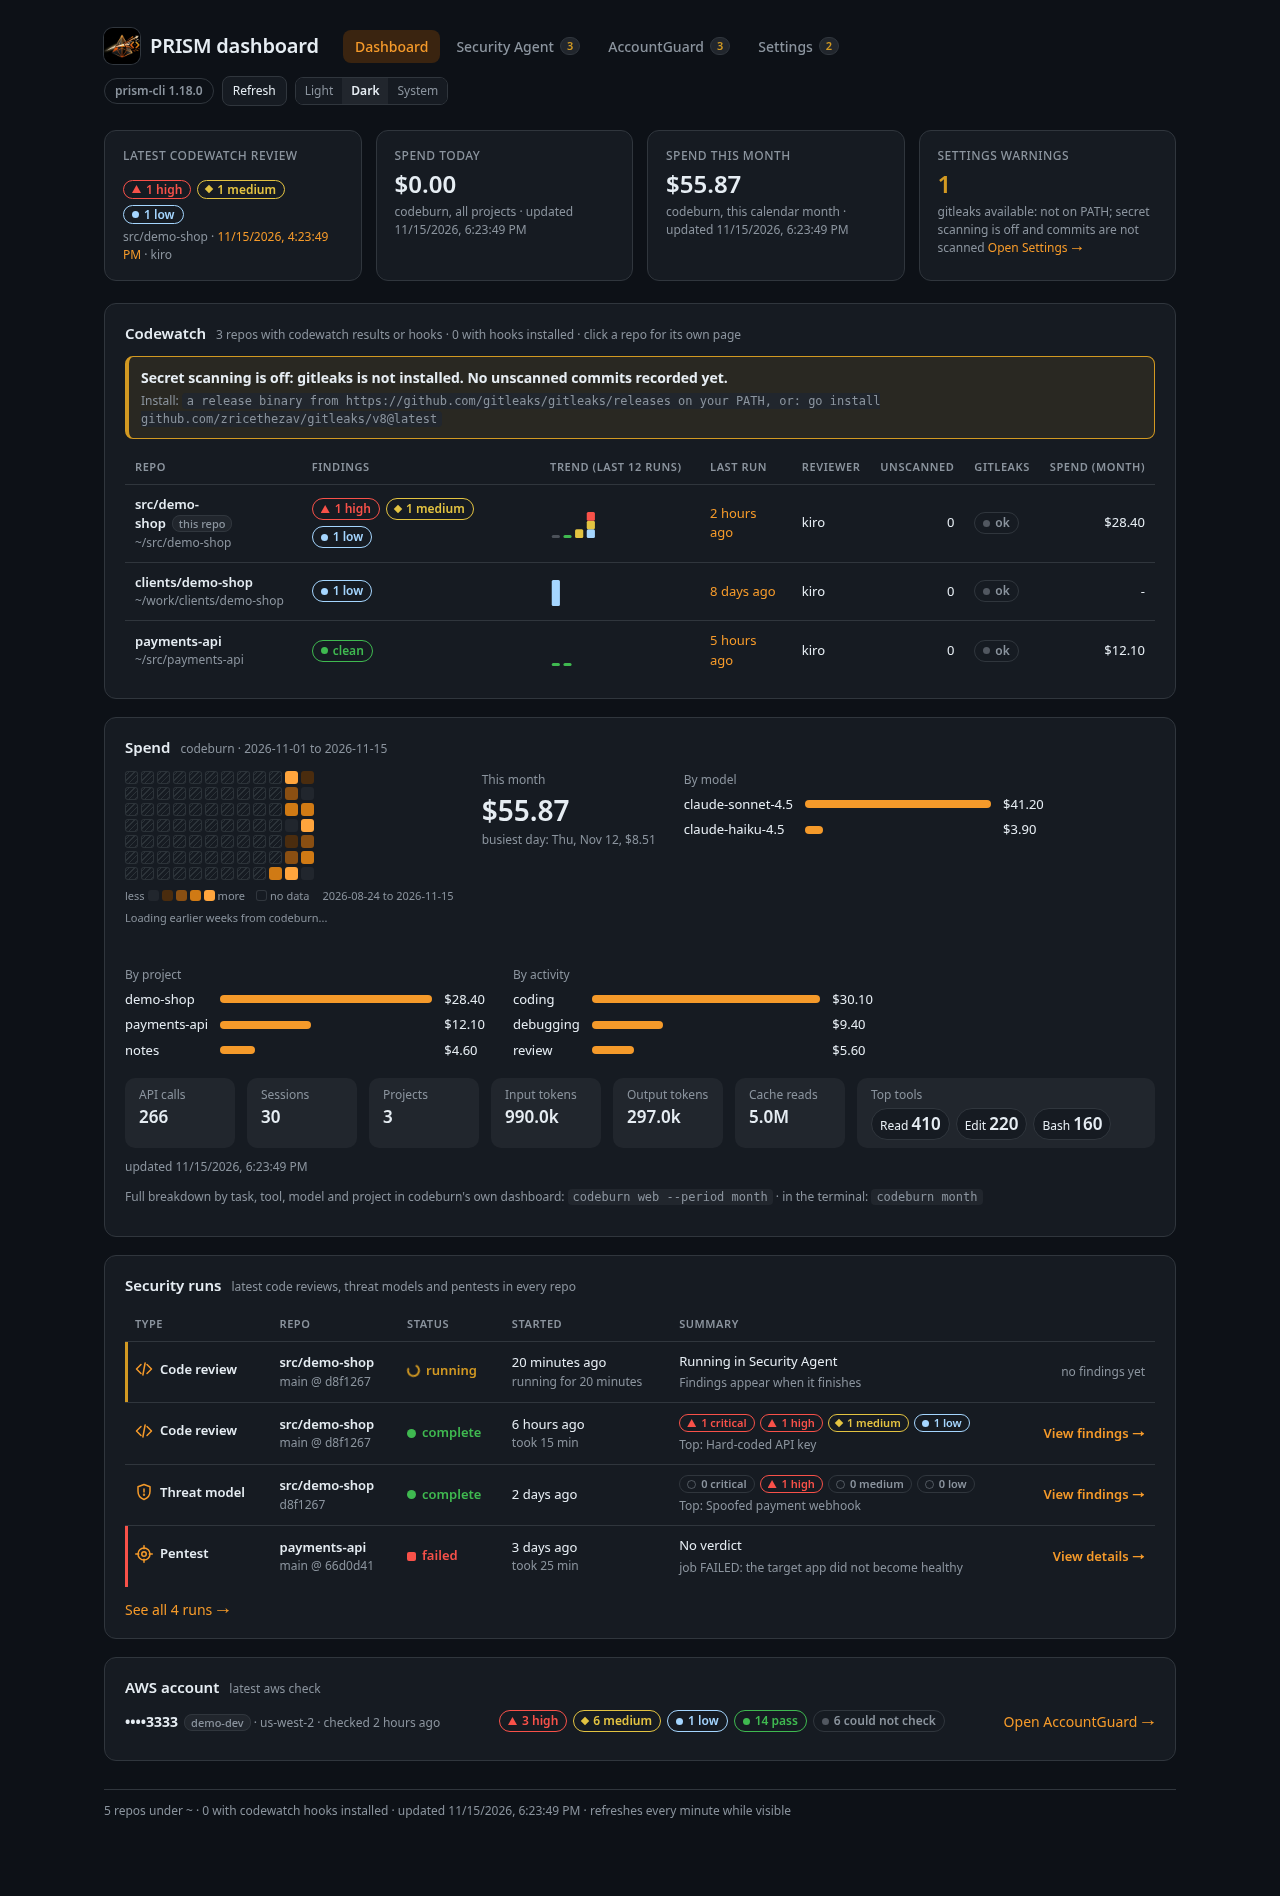 PRISM dashboard
Dashboard
Security Agent 3
AccountGuard 3
Settings 2
prism-cli 1.18.0
Refresh
Light Dark System
LATEST CODEWATCH REVIEW
1 high 1 medium
1 low
src/demo-shop · 11/15/2026, 4:23:49
PM · kiro
SPEND TODAY
$0.00
codeburn, all projects · updated
11/15/2026, 6:23:49 PM
SPEND THIS MONTH
$55.87
codeburn, this calendar month ·
updated 11/15/2026, 6:23:49 PM
SETTINGS WARNINGS
1
gitleaks available: not on PATH; secret
scanning is off and commits are not
scanned Open Settings →
Codewatch 3 repos with codewatch results or hooks · 0 with hooks installed · click a repo for its own page
Secret scanning is off: gitleaks is not installed. No unscanned commits recorded yet.
Install: a release binary from https://github.com/gitleaks/gitleaks/releases on your PATH, or: go install
github.com/zricethezav/gitleaks/v8@latest
REPO FINDINGS TREND (LAST 12 RUNS) LAST RUN REVIEWER UNSCANNED GITLEAKS SPEND (MONTH)
src/demo-
shop this repo
~/src/demo-shop
1 high 1 medium
1 low
2 hours
ago
kiro 0 ok $28.40
clients/demo-shop
~/work/clients/demo-shop
1 low 8 days ago kiro 0 ok -
payments-api
~/src/payments-api
clean
5 hours
ago
kiro 0 ok $12.10
Spend codeburn · 2026-11-01 to 2026-11-15
less more no data 2026-08-24 to 2026-11-15
Loading earlier weeks from codeburn...
This month
$55.87
busiest day: Thu, Nov 12, $8.51
By model
claude-sonnet-4.5 $41.20
claude-haiku-4.5 $3.90
By project
demo-shop $28.40
payments-api $12.10
notes $4.60
By activity
coding $30.10
debugging $9.40
review $5.60
API calls
266
Sessions
30
Projects
3
Input tokens
990.0k
Output tokens
297.0k
Cache reads
5.0M
Top tools
Read 410 Edit 220 Bash 160
updated 11/15/2026, 6:23:49 PM
Full breakdown by task, tool, model and project in codeburn's own dashboard: codeburn web --period month · in the terminal: codeburn month
Security runs latest code reviews, threat models and pentests in every repo
TYPE REPO STATUS STARTED SUMMARY
Code review
src/demo-shop
main @ d8f1267
running
20 minutes ago
running for 20 minutes
Running in Security Agent
Findings appear when it finishes
no findings yet
Code review
src/demo-shop
main @ d8f1267
complete
6 hours ago
took 15 min
1 critical 1 high 1 medium 1 low
Top: Hard-coded API key
View findings →
Threat model
src/demo-shop
d8f1267
complete
2 days ago
0 critical 1 high 0 medium 0 low
Top: Spoofed payment webhook
View findings →
Pentest
payments-api
main @ 66d0d41
failed
3 days ago
took 25 min
No verdict
job FAILED: the target app did not become healthy
View details →
See all 4 runs →
AWS account latest aws check
••••3333 demo-dev · us-west-2 · checked 2 hours ago
3 high 6 medium 1 low 14 pass 6 could not check
Open AccountGuard →
5 repos under ~ · 0 with codewatch hooks installed · updated 11/15/2026, 6:23:49 PM · refreshes every minute while visible